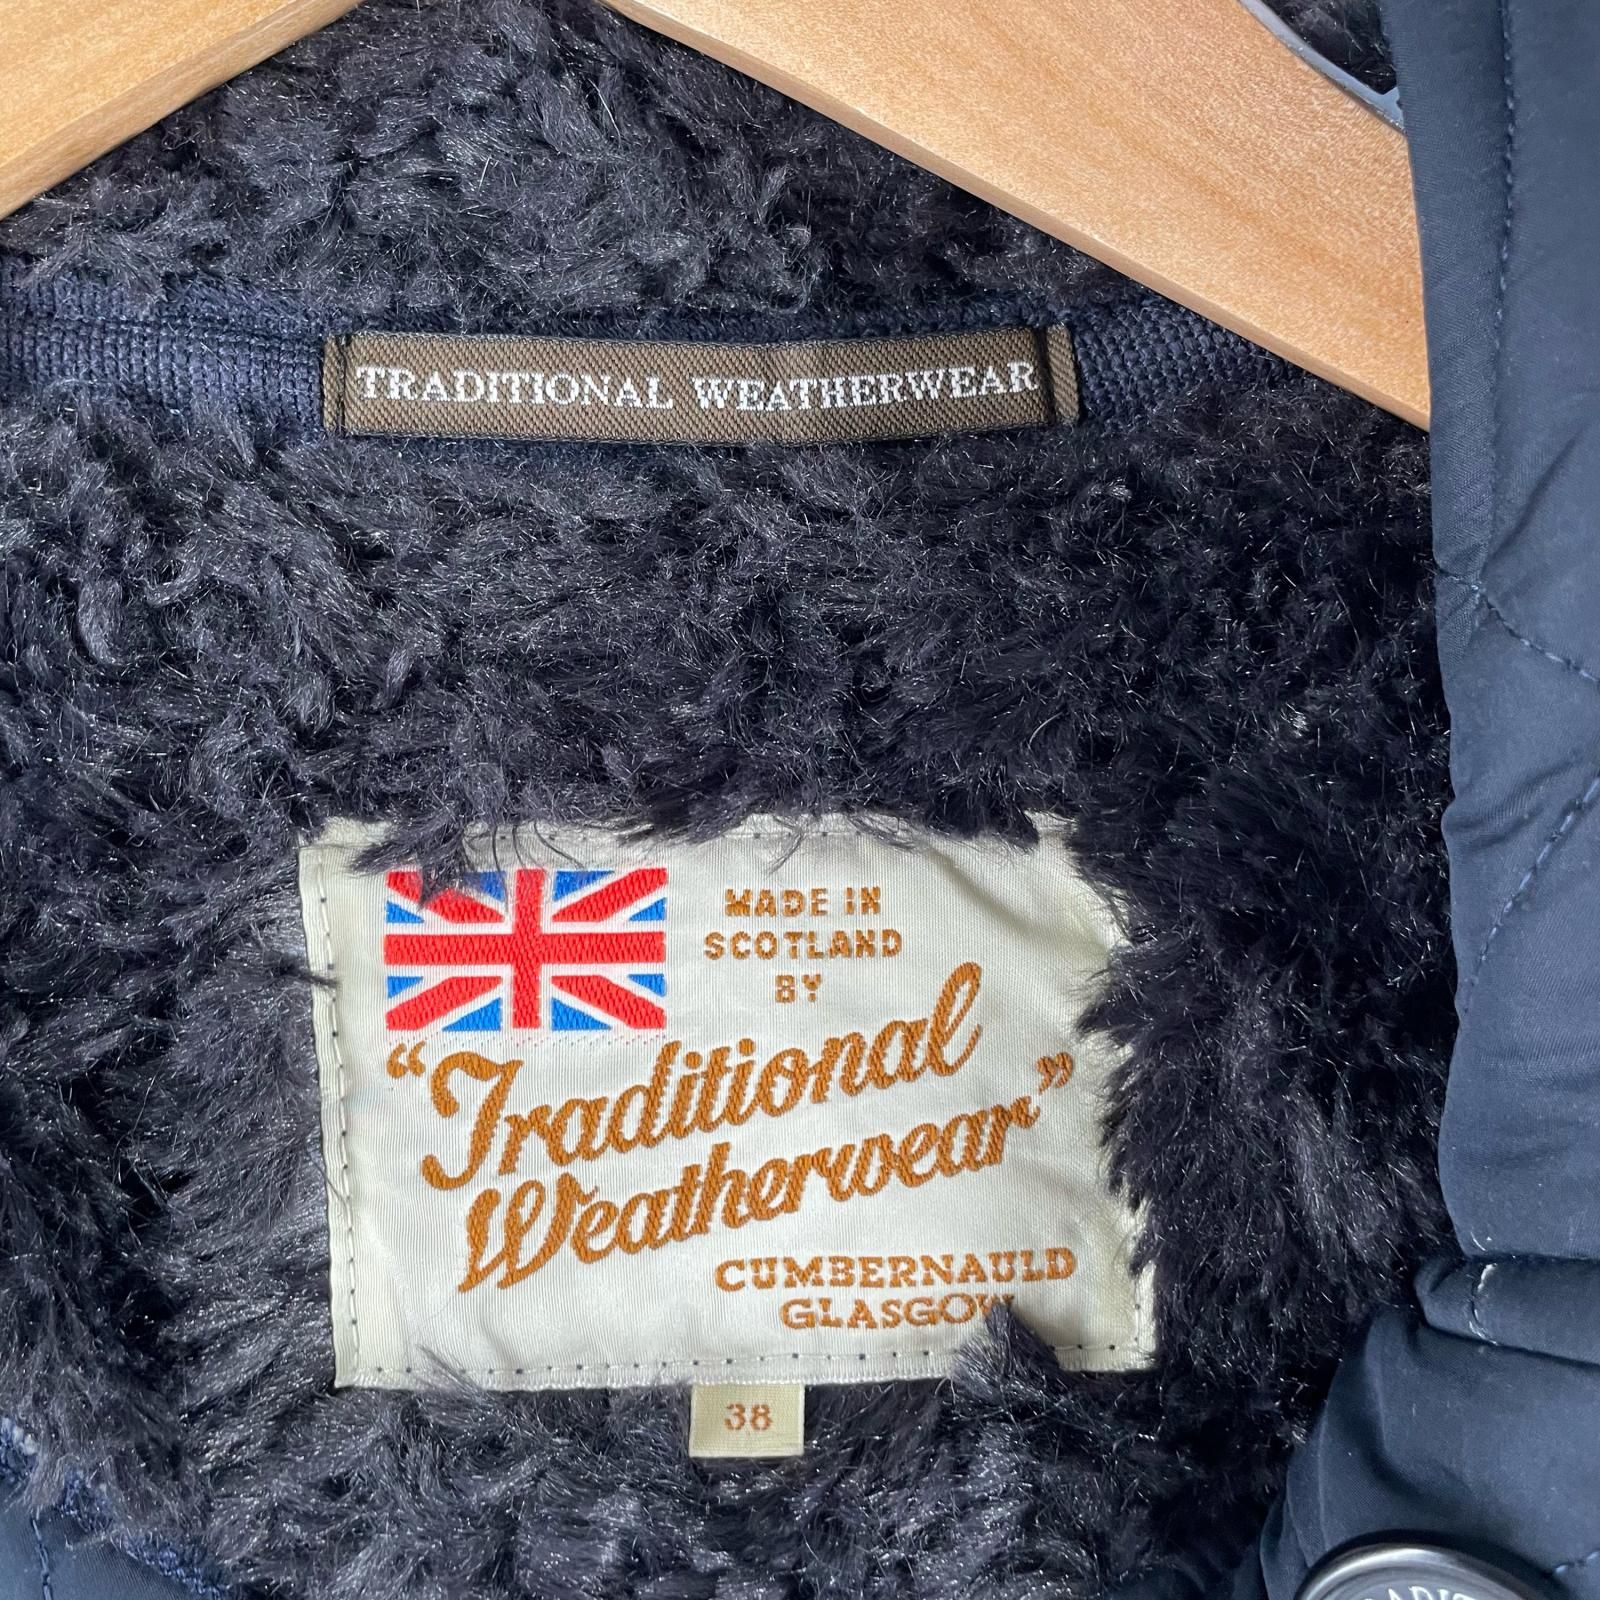 TRADITIONAL WEATHERWEAR
MADE IN
SCOTLAND
BY
"Traditional
Weatherwear"
CUMBERNAULD
GLASGOW
38